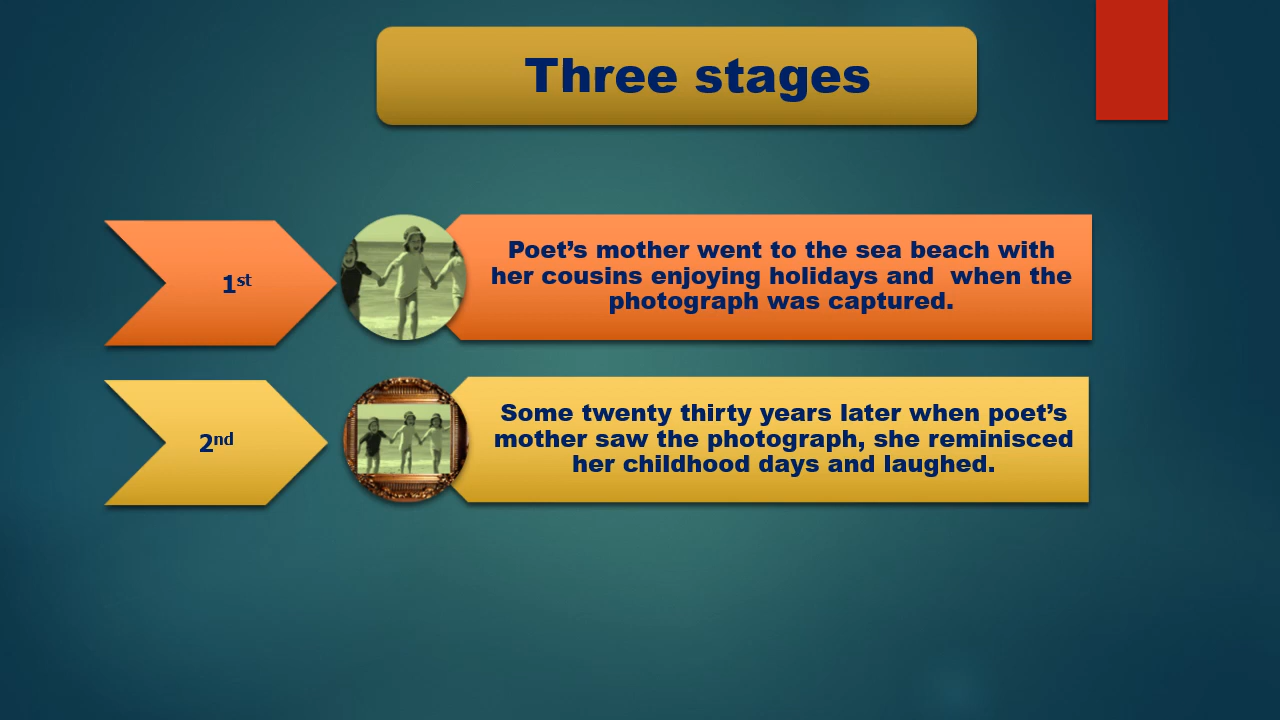 Three stages
1st
Poet’s mother went to the sea beach with
her cousins enjoying holidays and  when the
photograph was captured.
2nd
Some twenty thirty years later when poet’s
mother saw the photograph, she reminisced
her childhood days and laughed.